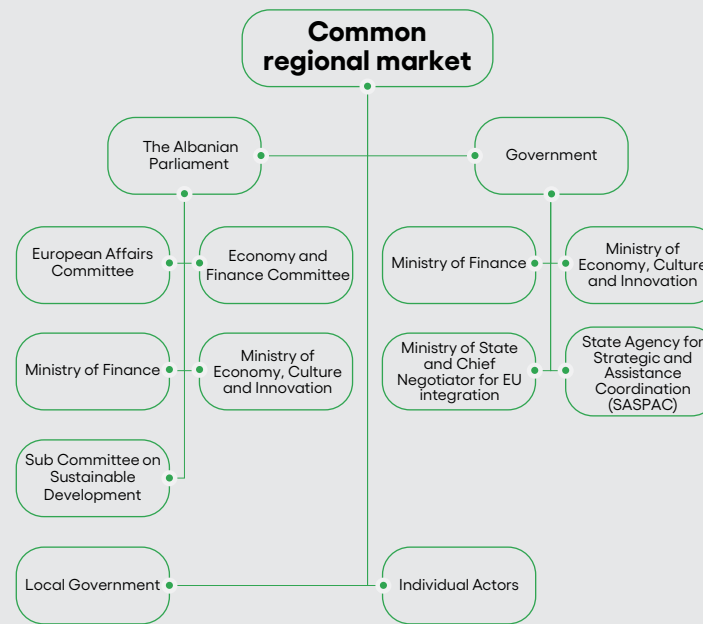 Common
regional market
The Albanian
Parliament
Government
European Affairs
Committee
Economy and
Finance Committee
Ministry of Finance
Ministry of
Economy, Culture
and Innovation
Ministry of Finance
Ministry of
Economy, Culture
and Innovation
Ministry of State
and Chief
Negotiator for EU
integration
State Agency for
Strategic and
Assistance
Coordination
(SASPAC)
Sub Committee on
Sustainable
Development
Local Government
Individual Actors